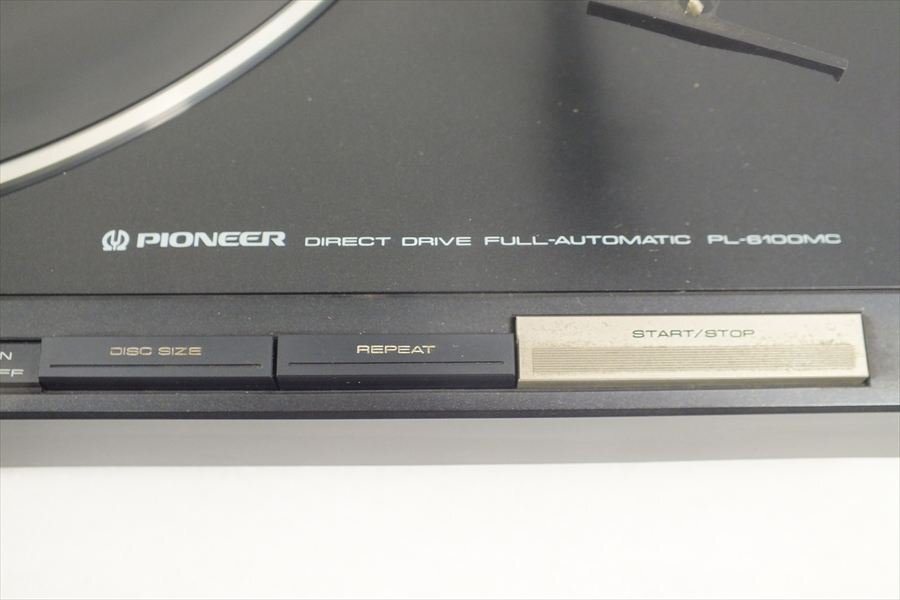 PIONEER DIRECT DRIVE FULL-AUTOMATIC PL-6100MC
DISC SIZE REPEAT START/STOP